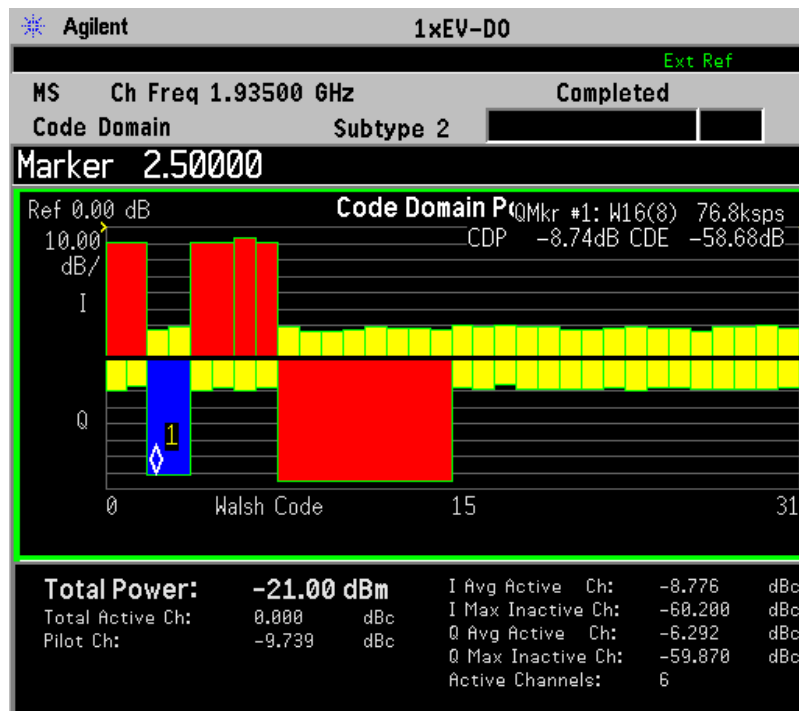 Agilent 1xEV-DO
Ext Ref
MS Ch Freq 1.93500 GHz Completed
Code Domain Subtype 2
Marker 2.50000
Ref 0.00 dB Code Domain P QMkr #1: W16(8) 76.8ksps
10.00 CDP -8.74dB CDE -58.68dB
dB/
I
Q
1
0 Walsh Code 15 31
Total Power: -21.00 dBm
Total Active Ch: 0.000 dBc
Pilot Ch: -9.739 dBc
I Avg Active Ch: -8.776 dBc
I Max Inactive Ch: -60.200 dBc
Q Avg Active Ch: -6.292 dBc
Q Max Inactive Ch: -59.870 dBc
Active Channels: 6